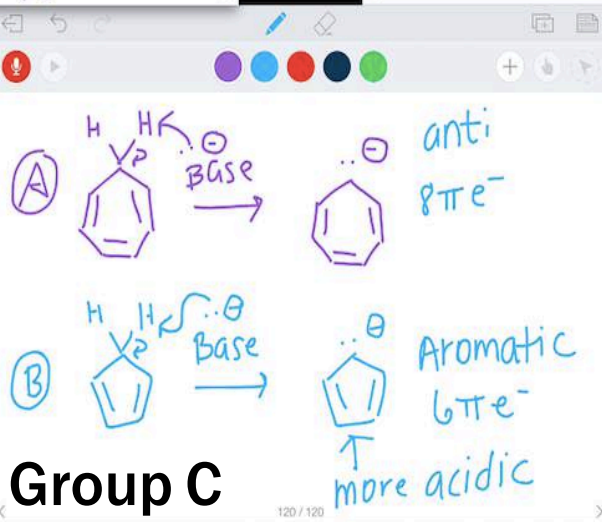 H H
A
⊖
Base
..⊖
anti
8πe⁻
H H ..⊖
B
Base
..⊖
Aromatic
6πe⁻
more acidic
Group C
120 / 120